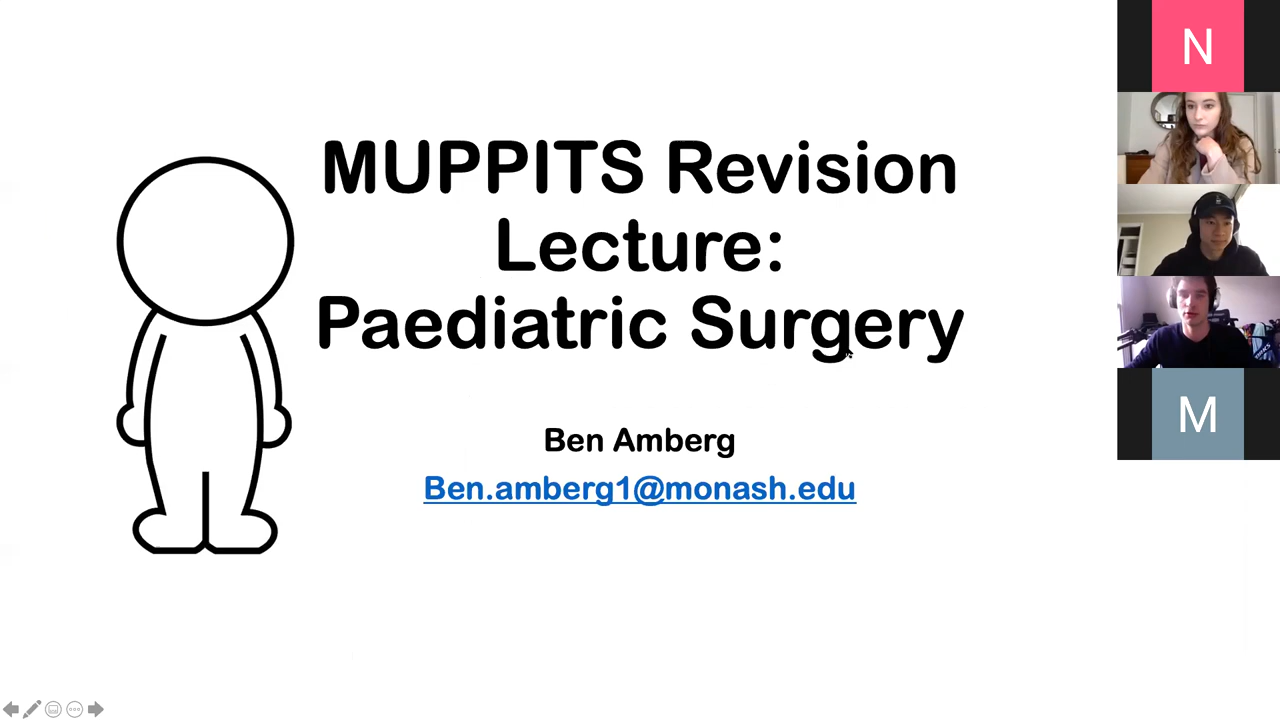 MUPPITS Revision
Lecture:
Paediatric Surgery
Ben Amberg
Ben.amberg1@monash.edu
N
M